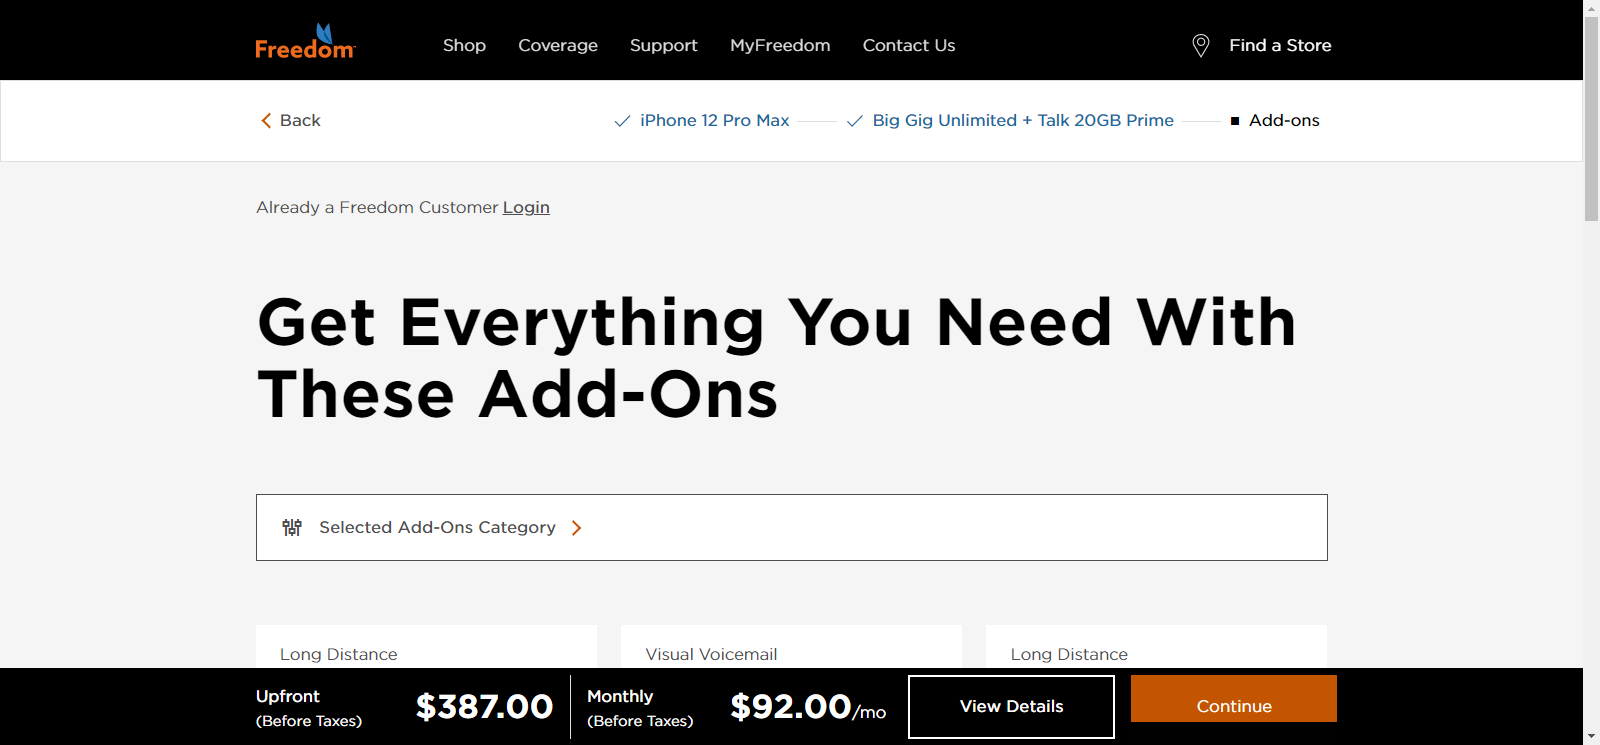 Freedom
Shop
Coverage
Support
MyFreedom
Contact Us
Find a Store
Back
iPhone 12 Pro Max
Big Gig Unlimited + Talk 20GB Prime
Add-ons
Already a Freedom Customer Login
Get Everything You Need With
These Add-Ons
Selected Add-Ons Category
Long Distance
Visual Voicemail
Long Distance
Upfront
(Before Taxes)
$387.00
Monthly
(Before Taxes)
$92.00/mo
View Details
Continue